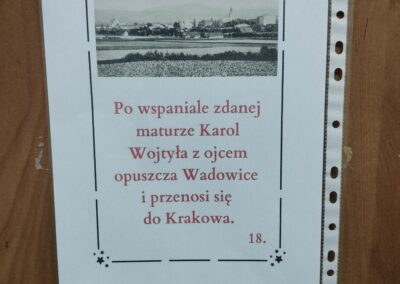 Po wspaniale zdanej
maturze Karol
Wojtyła z ojcem
opuszcza Wadowice
i przenosi się
do Krakowa.
18.